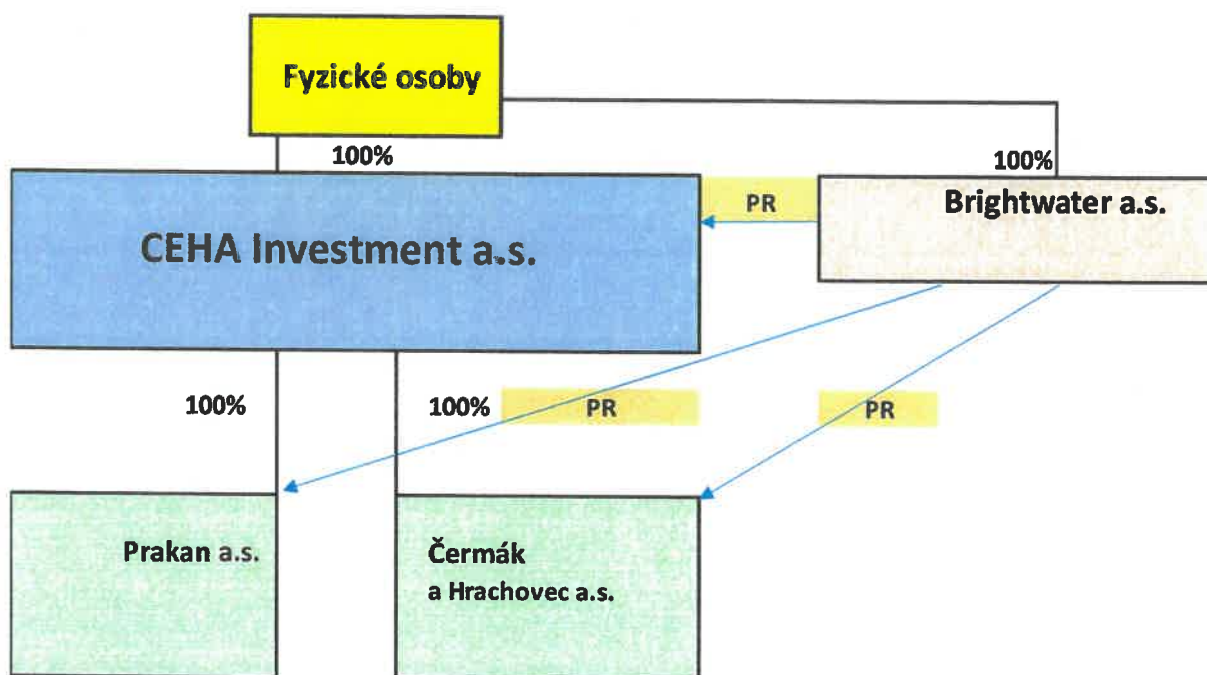 Fyzické osoby
100%
100%
CEHA Investment a.s.
PR
Brightwater a.s.
100%
100%
PR
PR
Prakan a.s.
Čermák
a Hrachovec a.s.